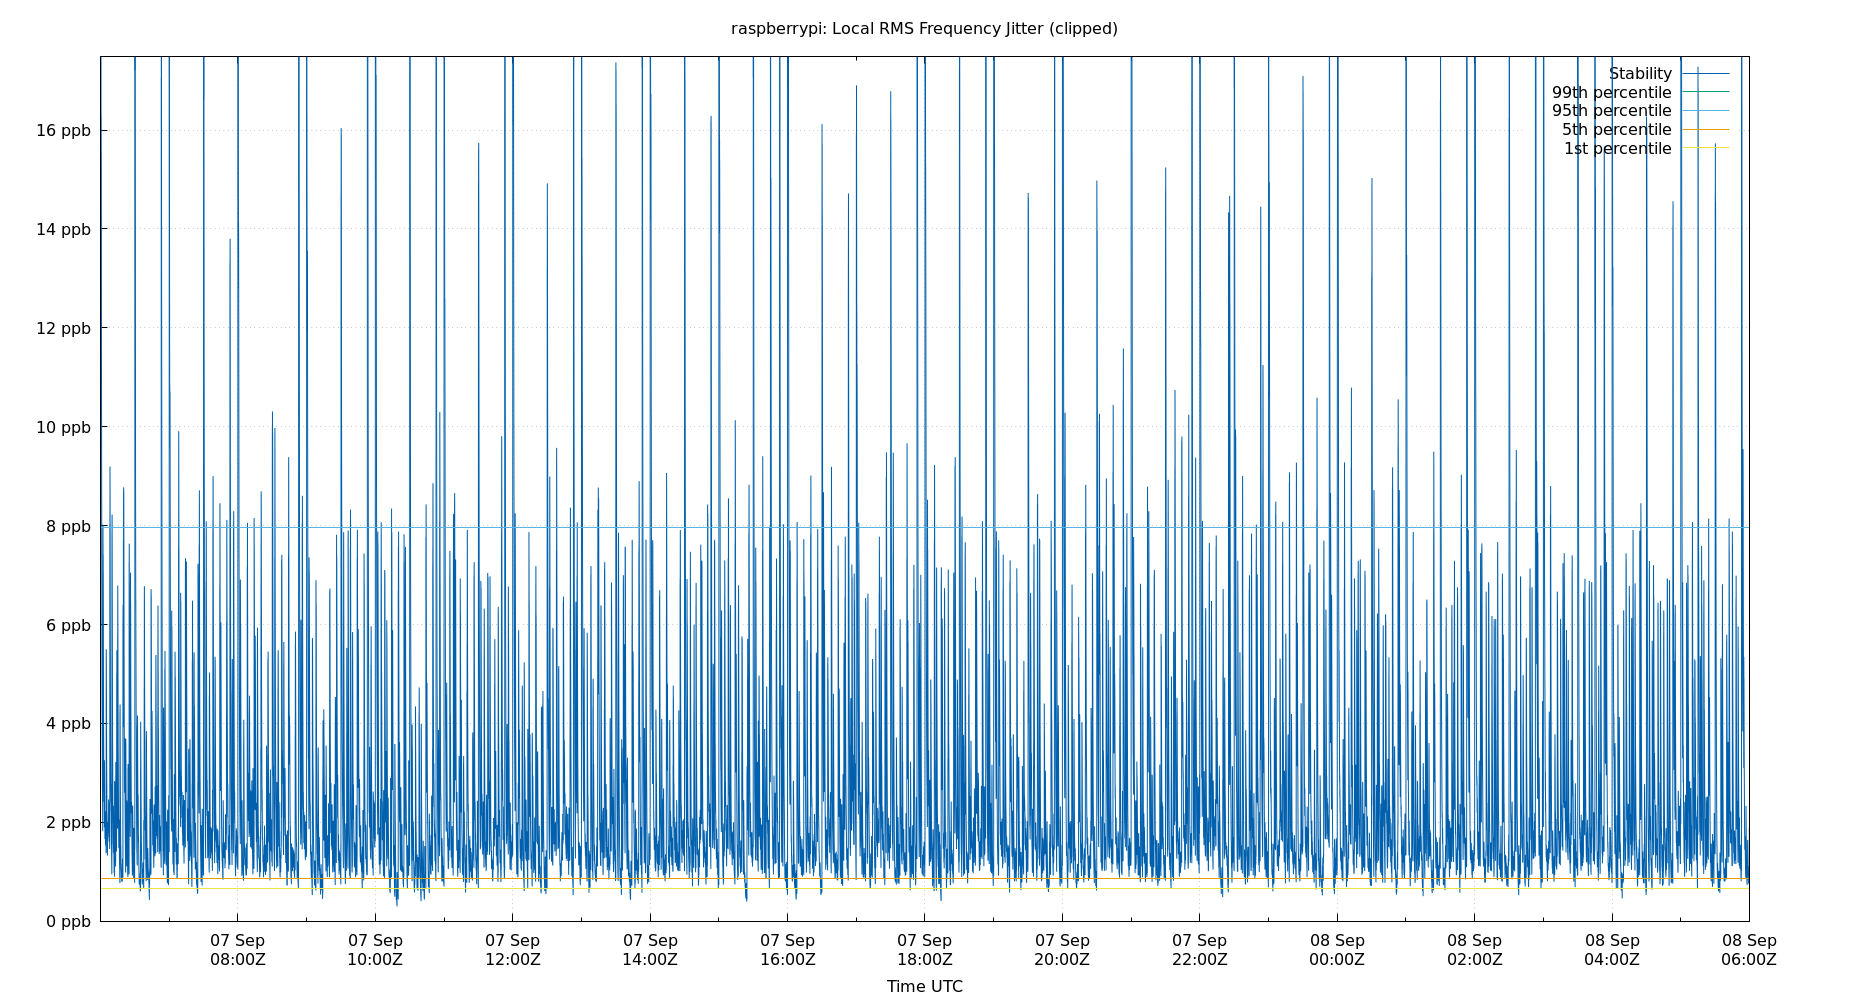 raspberrypi: Local RMS Frequency Jitter (clipped)
Stability
99th percentile
95th percentile
5th percentile
1st percentile
16 ppb
14 ppb
12 ppb
10 ppb
8 ppb
6 ppb
4 ppb
2 ppb
0 ppb
07 Sep 07 Sep 07 Sep 07 Sep 07 Sep 07 Sep 07 Sep 07 Sep 08 Sep 08 Sep 08 Sep 08 Sep
08:00Z 10:00Z 12:00Z 14:00Z 16:00Z 18:00Z 20:00Z 22:00Z 00:00Z 02:00Z 04:00Z 06:00Z
Time UTC